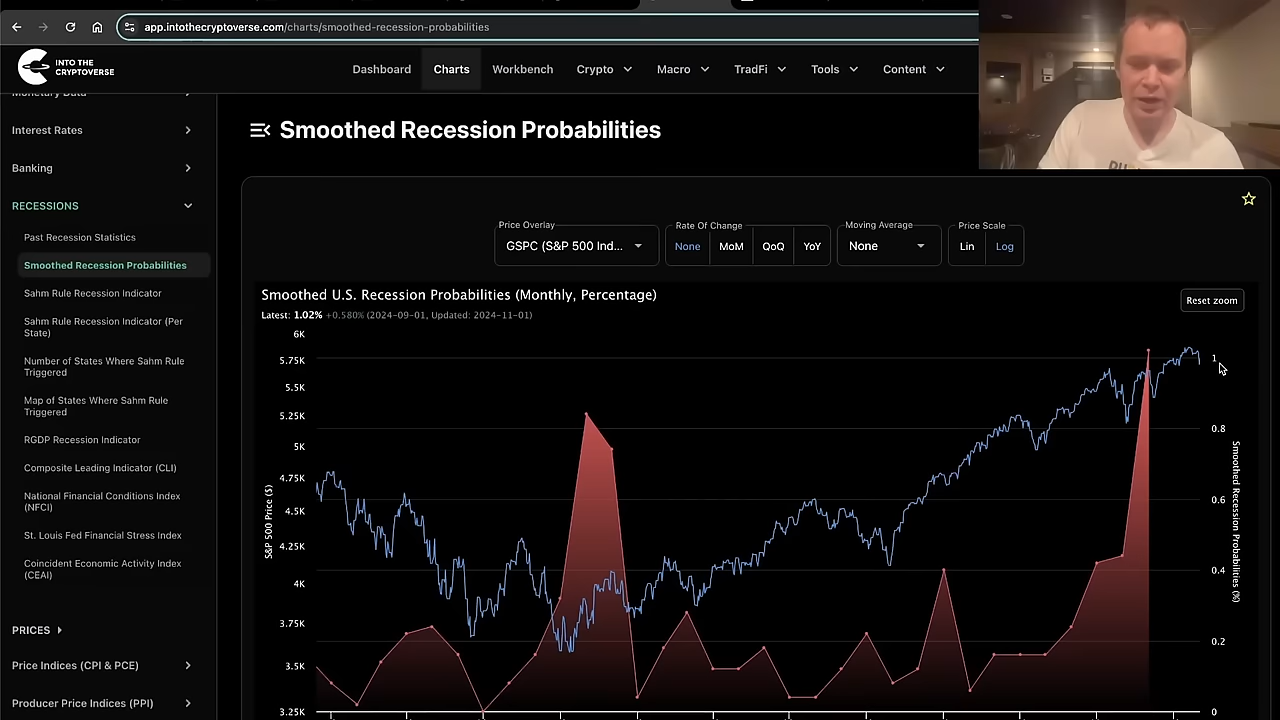 app.intothecryptoverse.com/charts/smoothed-recession-probabilities
INTO THE
CRYPTOVERSE
Dashboard
Charts
Workbench
Crypto
Macro
TradFi
Tools
Content
Monetary Data
Interest Rates
Banking
RECESSIONS
Past Recession Statistics
Smoothed Recession Probabilities
Sahm Rule Recession Indicator
Sahm Rule Recession Indicator (Per
State)
Number of States Where Sahm Rule
Triggered
Map of States Where Sahm Rule
Triggered
RGDP Recession Indicator
Composite Leading Indicator (CLI)
National Financial Conditions Index
(NFCI)
St. Louis Fed Financial Stress Index
Coincident Economic Activity Index
(CEAI)
PRICES
Price Indices (CPI & PCE)
Producer Price Indices (PPI)
Smoothed Recession Probabilities
Price Overlay
GSPC (S&P 500 Ind...
Rate Of Change
None
MoM
QoQ
YoY
Moving Average
None
Price Scale
Lin
Log
Smoothed U.S. Recession Probabilities (Monthly, Percentage)
Latest: 1.02% +0.580% (2024-09-01, Updated: 2024-11-01)
Reset zoom
6K
5.75K
5.5K
5.25K
5K
4.75K
4.5K
4.25K
4K
3.75K
3.5K
3.25K
S&P 500 Price ($)
1
0.8
0.6
0.4
0.2
0
Smoothed Recession Probabilities (%)